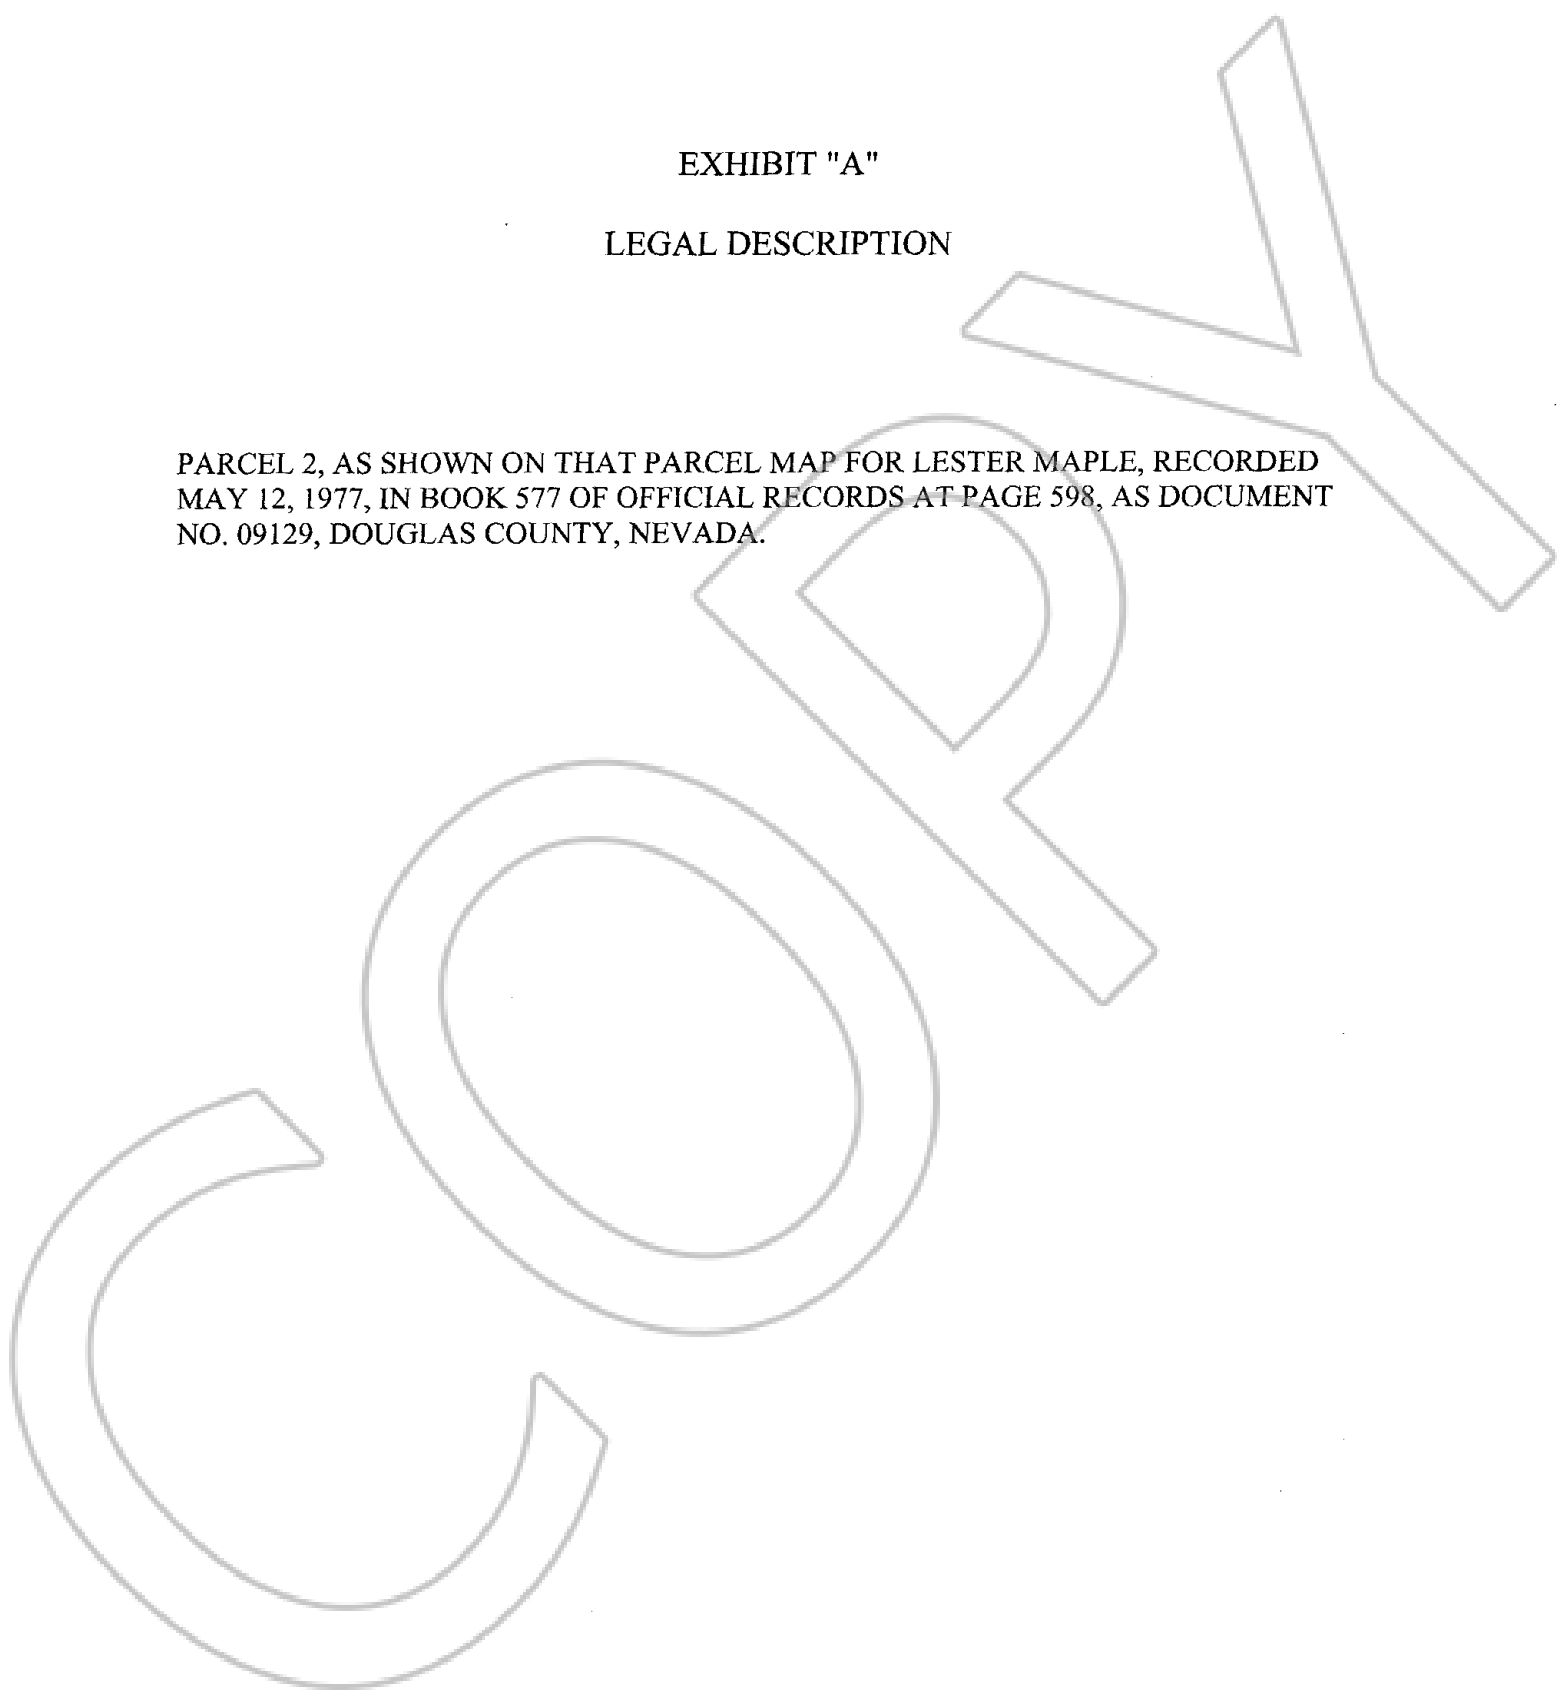 EXHIBIT "A"
LEGAL DESCRIPTION
PARCEL 2, AS SHOWN ON THAT PARCEL MAP FOR LESTER MAPLE, RECORDED
MAY 12, 1977, IN BOOK 577 OF OFFICIAL RECORDS AT PAGE 598, AS DOCUMENT
NO. 09129, DOUGLAS COUNTY, NEVADA.
COPY